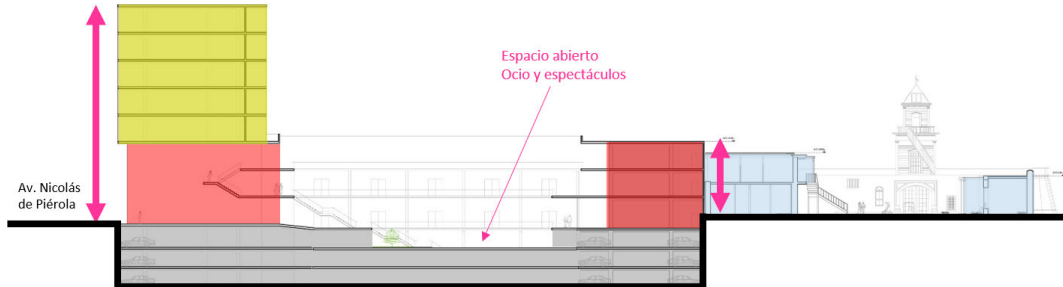 Espacio abierto
Ocio y espectáculos
Av. Nicolás
de Piérola